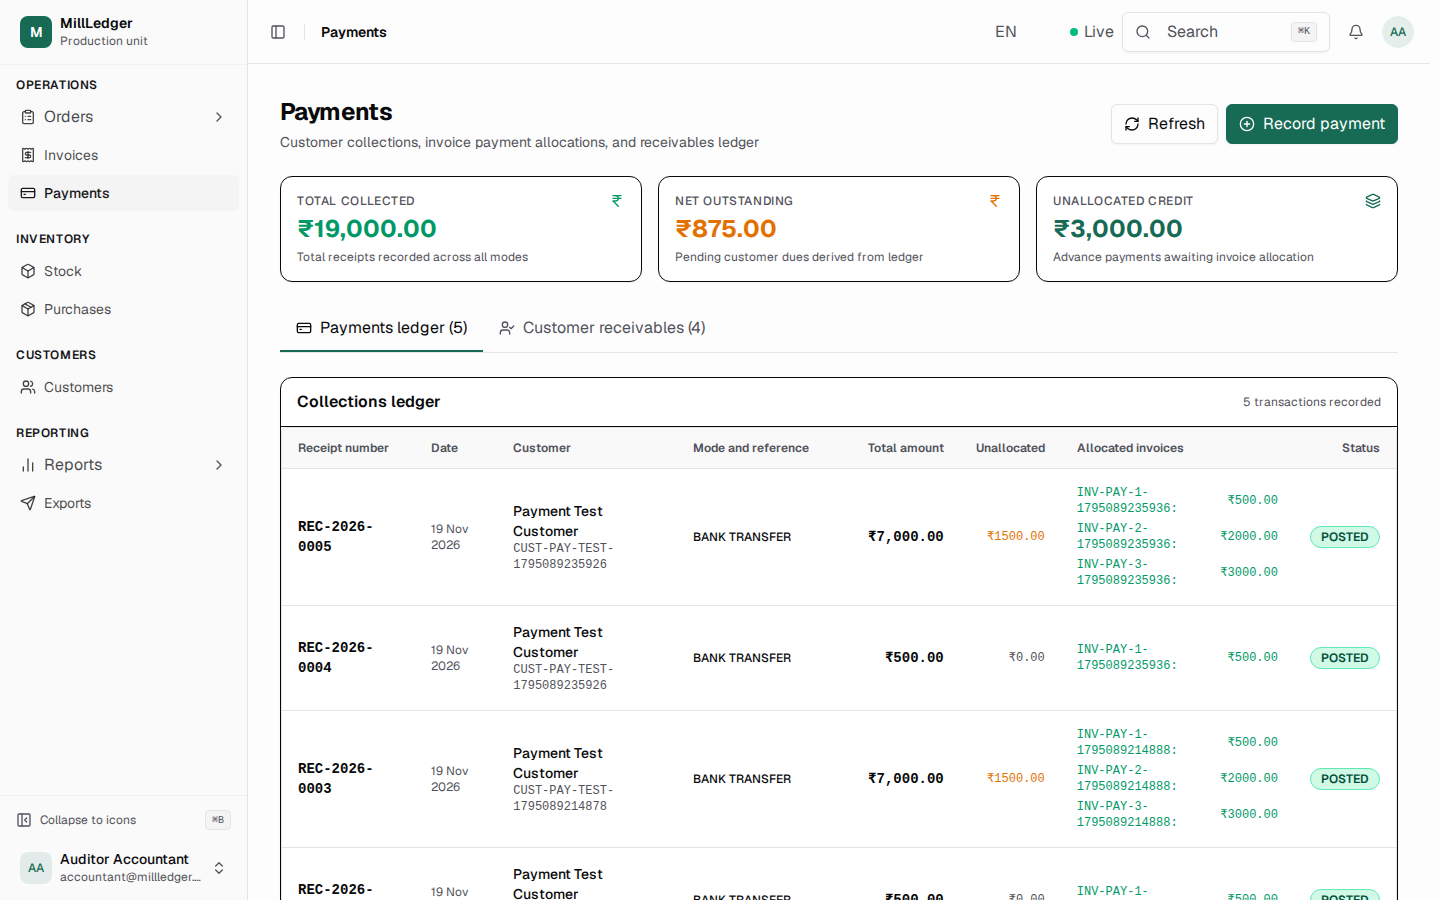 M
MillLedger
Production unit
OPERATIONS
Orders
Invoices
Payments
INVENTORY
Stock
Purchases
CUSTOMERS
Customers
REPORTING
Reports
Exports
Collapse to icons
⌘B
AA
Auditor Accountant
accountant@millledger....
Payments
EN
Live
Search
⌘K
AA
Payments
Customer collections, invoice payment allocations, and receivables ledger
Refresh
Record payment
TOTAL COLLECTED
₹
₹19,000.00
Total receipts recorded across all modes
NET OUTSTANDING
₹
₹875.00
Pending customer dues derived from ledger
UNALLOCATED CREDIT
₹3,000.00
Advance payments awaiting invoice allocation
Payments ledger (5)
Customer receivables (4)
Collections ledger
5 transactions recorded
Receipt number Date Customer Mode and reference Total amount Unallocated Allocated invoices Status
REC-2026-
0005
19 Nov
2026
Payment Test
Customer
CUST-PAY-TEST-
1795089235926
BANK TRANSFER
₹7,000.00
₹1500.00
INV-PAY-1-
1795089235936:
₹500.00
INV-PAY-2-
1795089235936:
₹2000.00
INV-PAY-3-
1795089235936:
₹3000.00
POSTED
REC-2026-
0004
19 Nov
2026
Payment Test
Customer
CUST-PAY-TEST-
1795089235926
BANK TRANSFER
₹500.00
₹0.00
INV-PAY-1-
1795089235936:
₹500.00
POSTED
REC-2026-
0003
19 Nov
2026
Payment Test
Customer
CUST-PAY-TEST-
1795089214878
BANK TRANSFER
₹7,000.00
₹1500.00
INV-PAY-1-
1795089214888:
₹500.00
INV-PAY-2-
1795089214888:
₹2000.00
INV-PAY-3-
1795089214888:
₹3000.00
POSTED
REC-2026-
19 Nov
Payment Test
Customer
BANK TRANSFER
₹500.00
₹0.00
INV-PAY-1-
₹500.00
POSTED